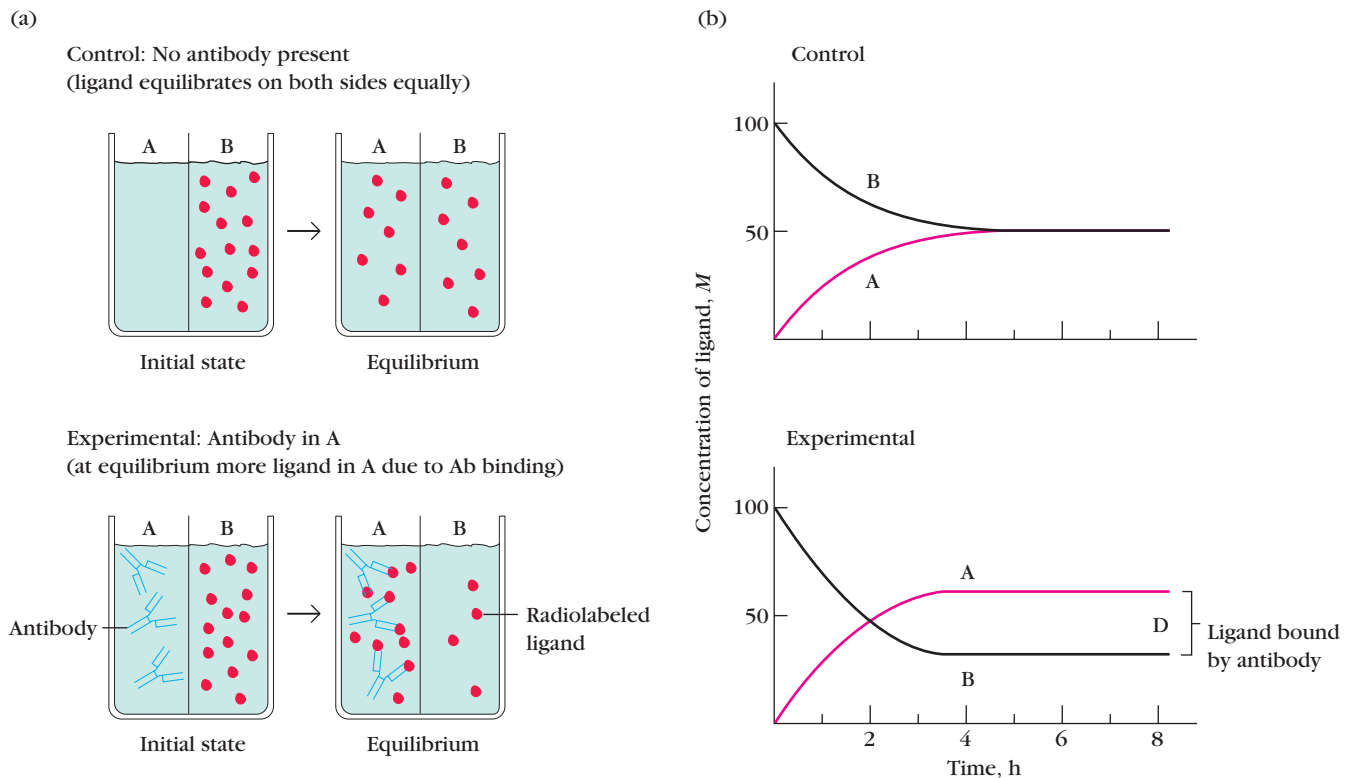 (a)
Control: No antibody present
(ligand equilibrates on both sides equally)
A B
A B
Initial state
Equilibrium
Experimental: Antibody in A
(at equilibrium more ligand in A due to Ab binding)
A B
A B
Antibody
Radiolabeled
ligand
Initial state
Equilibrium
(b)
Concentration of ligand, M
Control
100
50
B
A
Experimental
100
50
A
B
D
Ligand bound
by antibody
2 4 6 8
Time, h